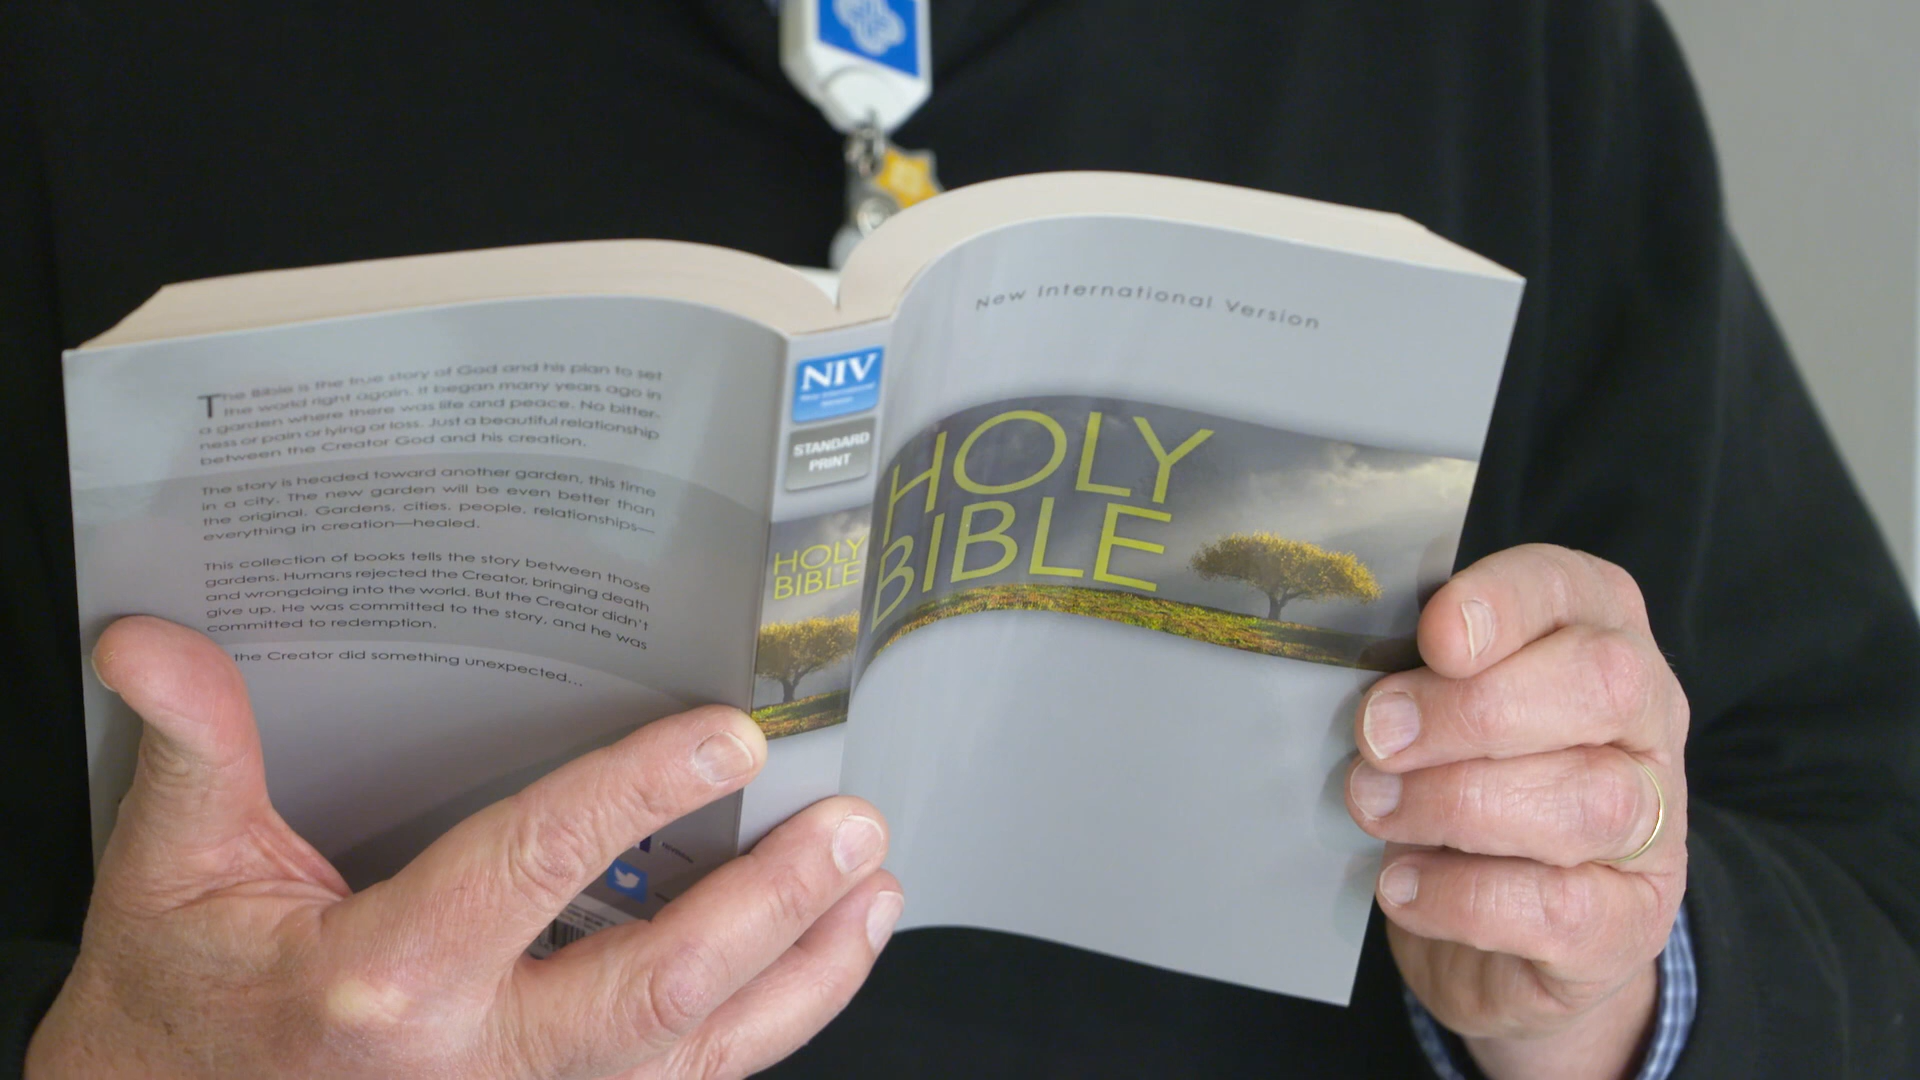 The Bible is the true story of God and his plan to set
the world right again. It began many years ago in
a garden where there was life and peace. No bitter-
ness or pain or lying or loss. Just a beautiful relationship
between the Creator God and his creation.
The story is headed toward another garden, this time
in a city. The new garden will be even better than
the original. Gardens, cities, people, relationships—
everything in creation—healed.
This collection of books tells the story between those
gardens. Humans rejected the Creator, bringing death
and wrongdoing into the world. But the Creator didn't
give up. He was committed to the story, and he was
committed to redemption.
the Creator did something unexpected...
NIV
New International
Version
STANDARD
PRINT
HOLY
BIBLE
New International Version
HOLY
BIBLE